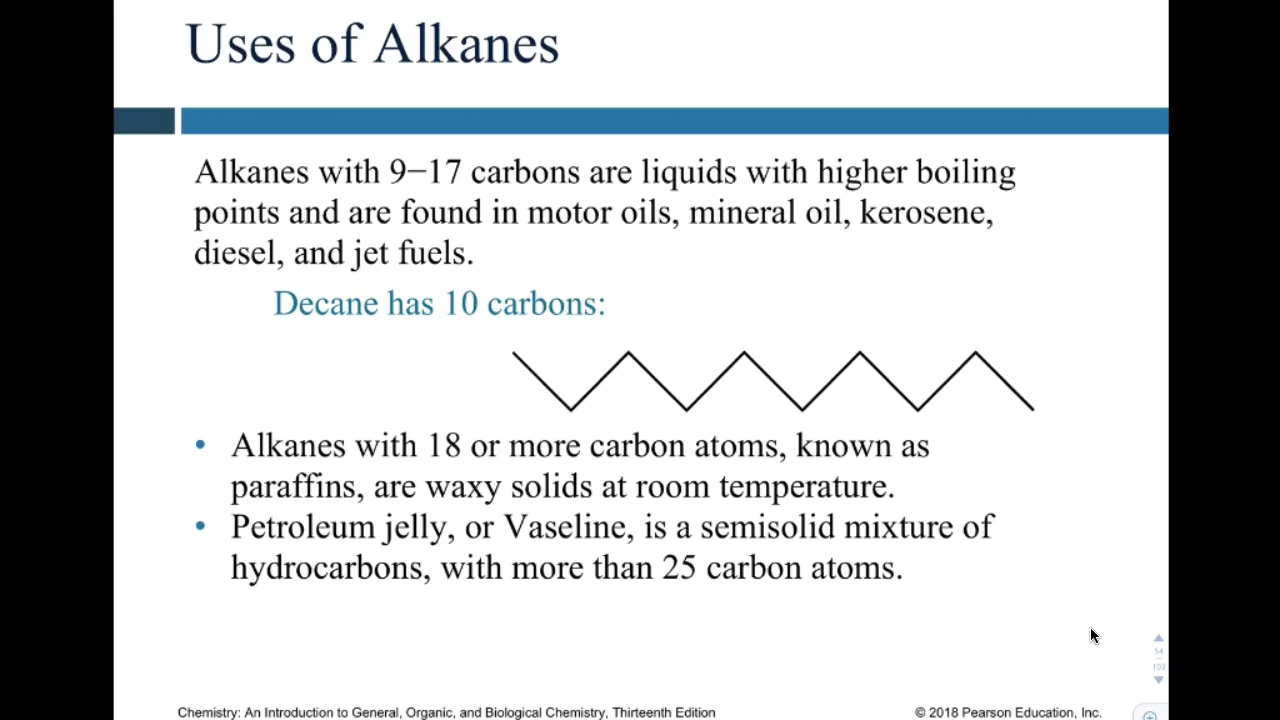 Uses of Alkanes
Alkanes with 9−17 carbons are liquids with higher boiling
points and are found in motor oils, mineral oil, kerosene,
diesel, and jet fuels.
Decane has 10 carbons:
• Alkanes with 18 or more carbon atoms, known as
paraffins, are waxy solids at room temperature.
• Petroleum jelly, or Vaseline, is a semisolid mixture of
hydrocarbons, with more than 25 carbon atoms.
54
103
Chemistry: An Introduction to General, Organic, and Biological Chemistry, Thirteenth Edition
© 2018 Pearson Education, Inc.